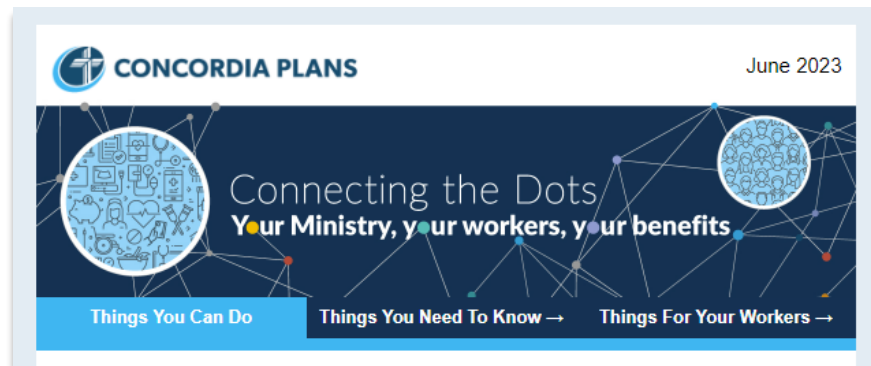 CONCORDIA PLANS
June 2023
Connecting the Dots
Your Ministry, your workers, your benefits
Things You Can Do
Things You Need To Know →
Things For Your Workers →